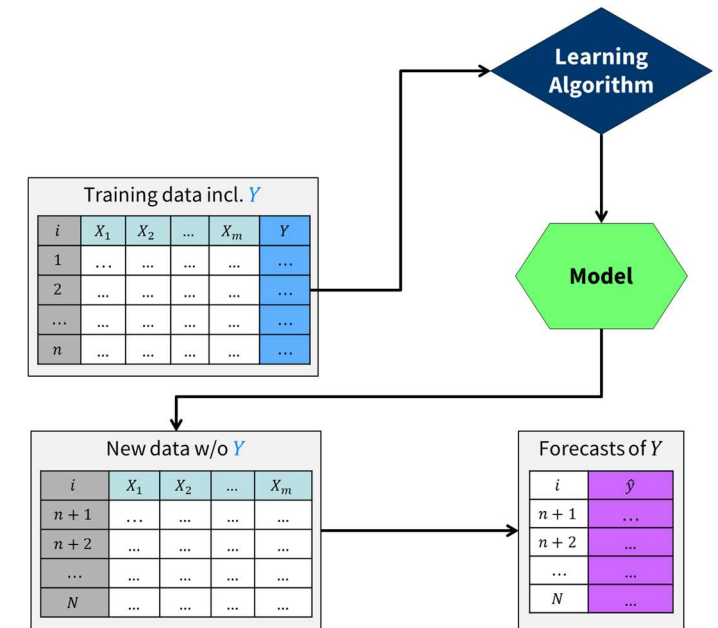 Learning
Algorithm
Training data incl. Y
i X₁ X₂ ... Xₘ Y
1 ... ... ... ... ...
2 ... ... ... ... ...
... ... ... ... ... ...
n ... ... ... ... ...
Model
New data w/o Y
i X₁ X₂ ... Xₘ
n + 1 ... ... ... ...
n + 2 ... ... ... ...
... ... ... ... ...
N ... ... ... ...
Forecasts of Y
i ŷ
n + 1 ...
n + 2 ...
... ...
N ...